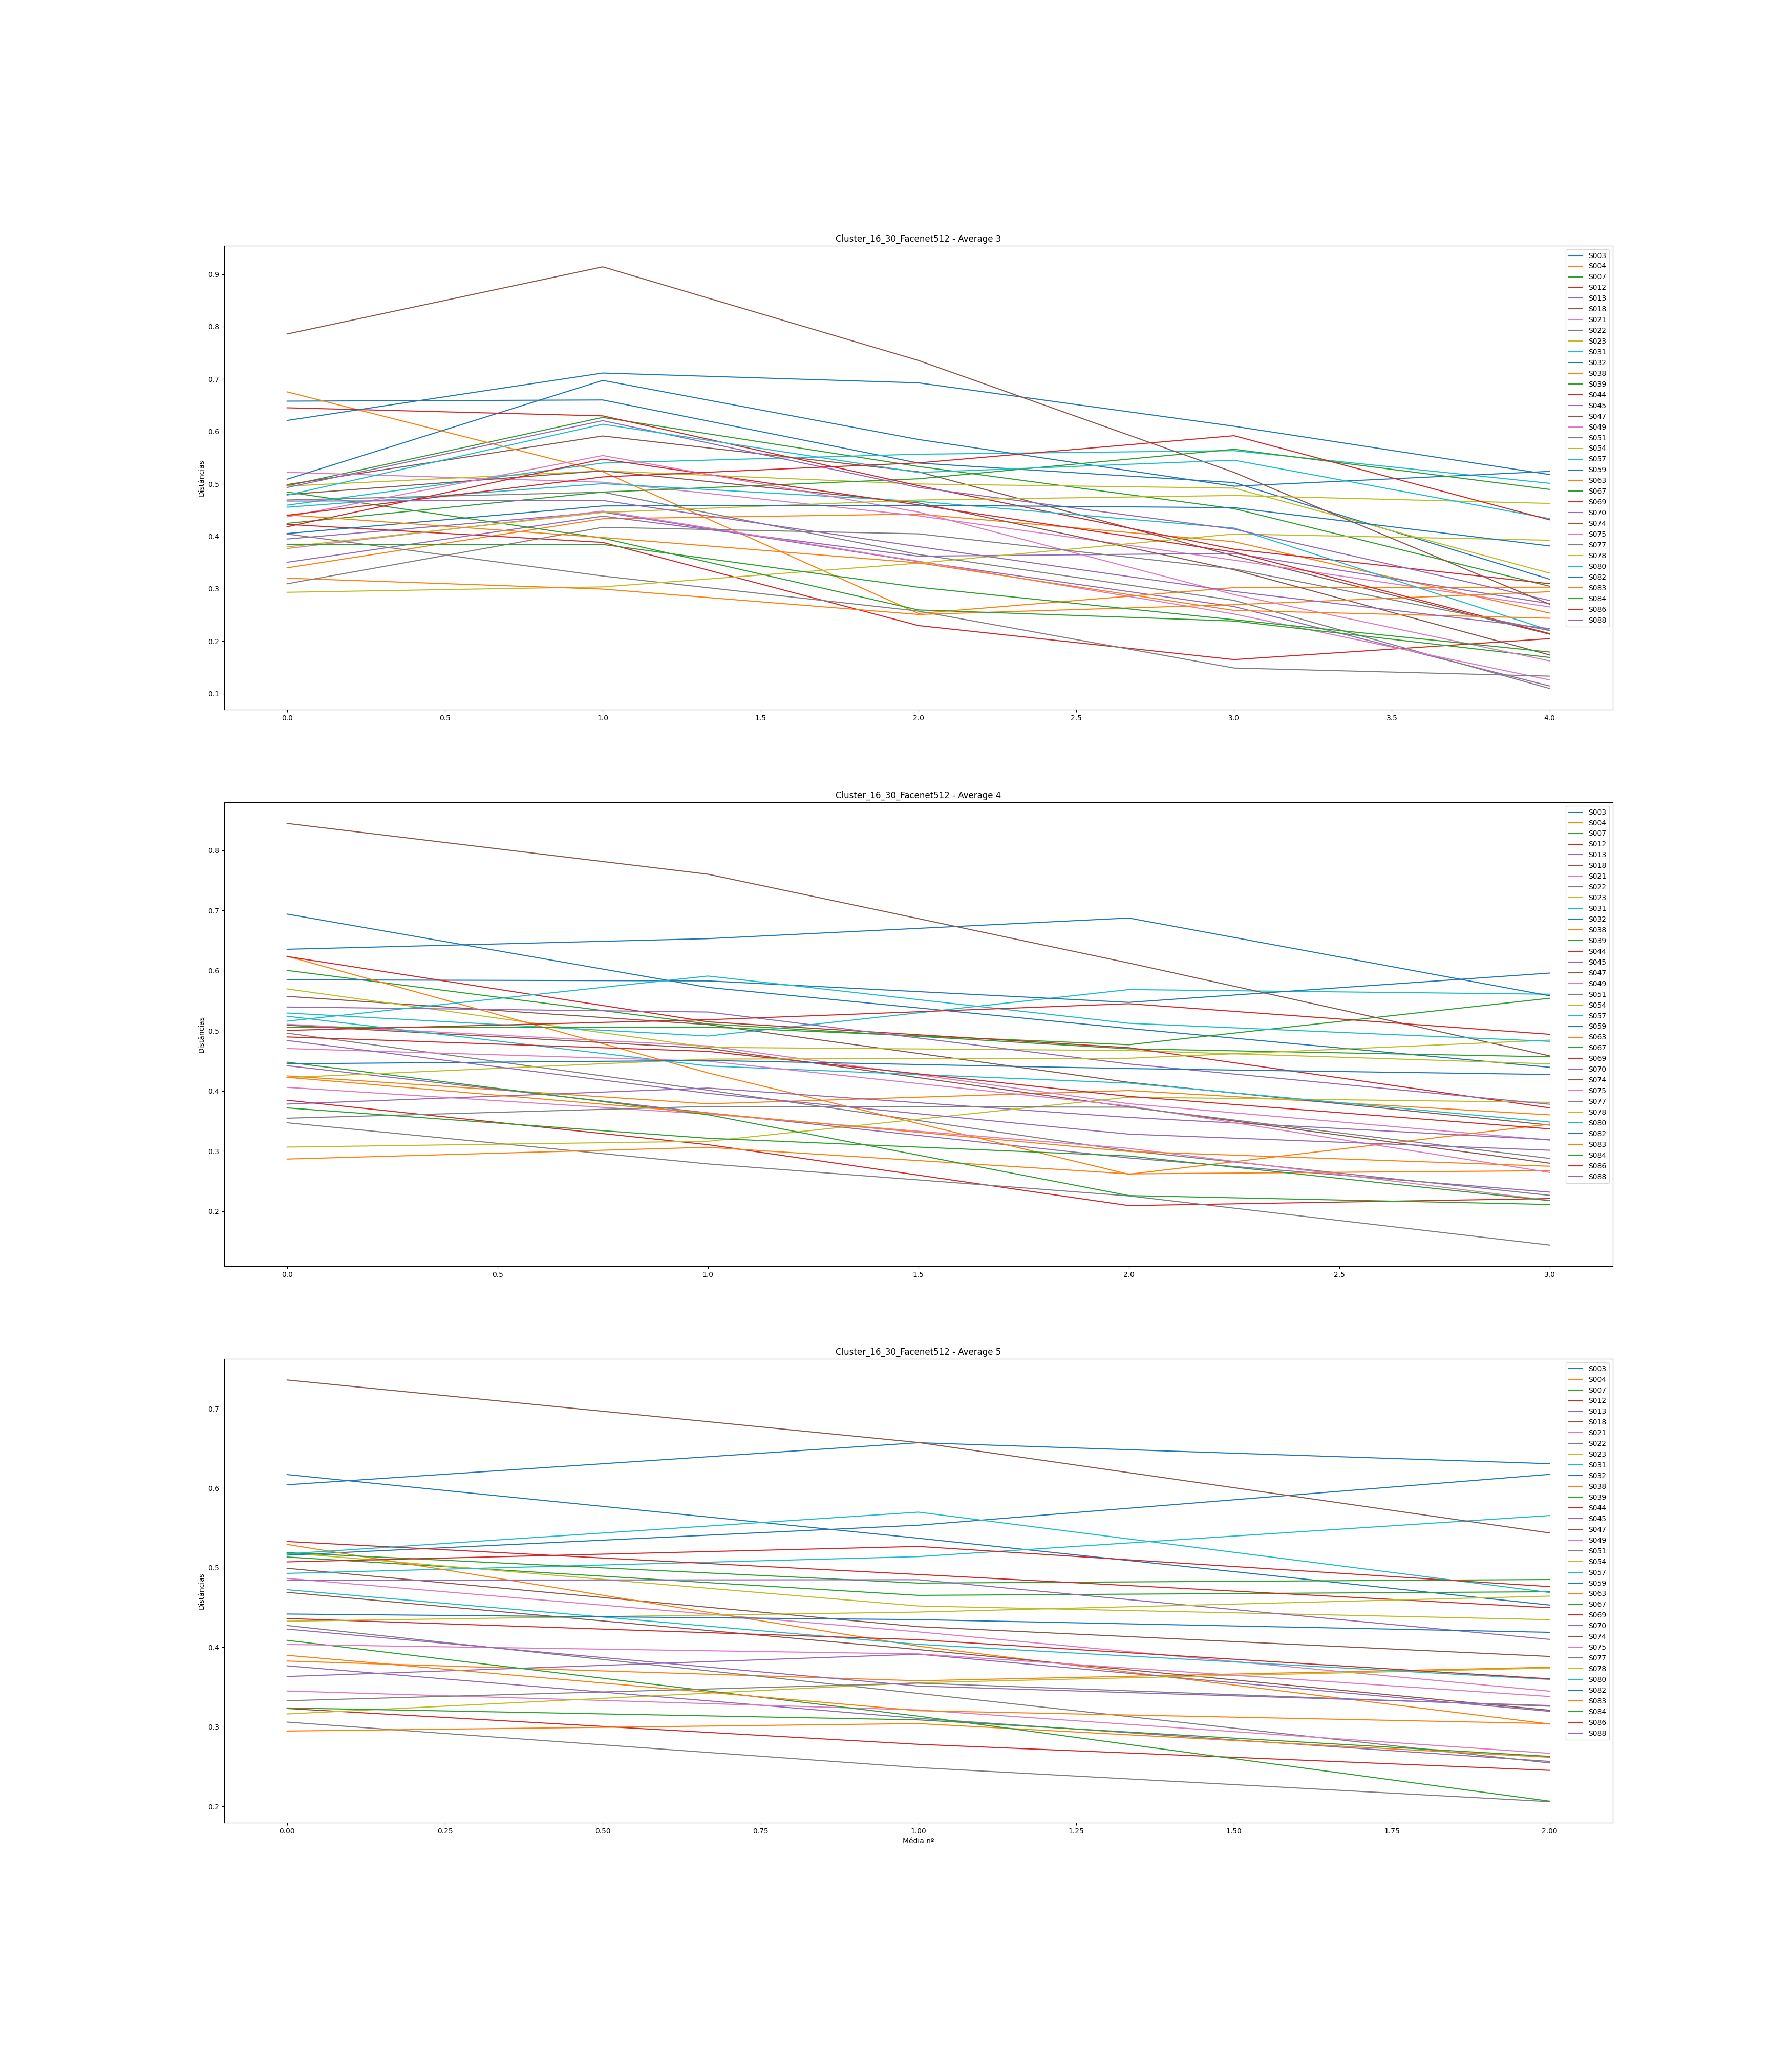 Cluster_16_30_Facenet512 - Average 3
Distâncias
0.9
0.8
0.7
0.6
0.5
0.4
0.3
0.2
0.1
0.0 0.5 1.0 1.5 2.0 2.5 3.0 3.5 4.0
S003
S004
S007
S012
S013
S018
S021
S022
S023
S031
S032
S038
S039
S044
S045
S047
S049
S051
S054
S057
S059
S063
S067
S069
S070
S074
S075
S077
S078
S080
S082
S083
S084
S086
S088
Cluster_16_30_Facenet512 - Average 4
Distâncias
0.8
0.7
0.6
0.5
0.4
0.3
0.2
0.0 0.5 1.0 1.5 2.0 2.5 3.0
S003
S004
S007
S012
S013
S018
S021
S022
S023
S031
S032
S038
S039
S044
S045
S047
S049
S051
S054
S057
S059
S063
S067
S069
S070
S074
S075
S077
S078
S080
S082
S083
S084
S086
S088
Cluster_16_30_Facenet512 - Average 5
Distâncias
0.7
0.6
0.5
0.4
0.3
0.2
0.00 0.25 0.50 0.75 1.00 1.25 1.50 1.75 2.00
Média nº
S003
S004
S007
S012
S013
S018
S021
S022
S023
S031
S032
S038
S039
S044
S045
S047
S049
S051
S054
S057
S059
S063
S067
S069
S070
S074
S075
S077
S078
S080
S082
S083
S084
S086
S088